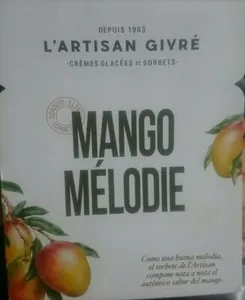 DEPUIS 1963
L'ARTISAN GIVRÉ
-CRÈMES GLACÉES ET SORBETS-
MANGO
MÉLODIE
Como una buena melodía,
el sorbete de l'Artisan
compone nota a nota el
auténtico sabor del mango.